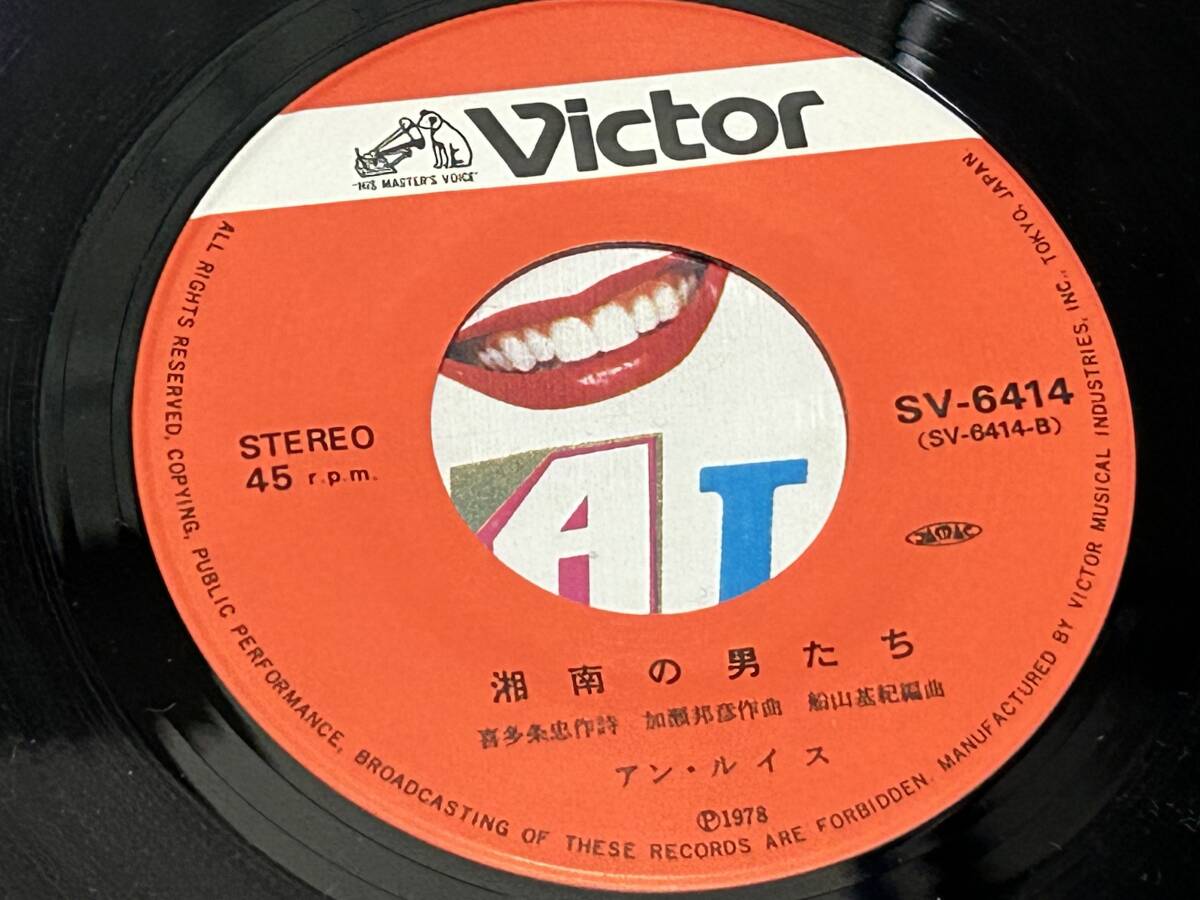 Victor
"HIS MASTER'S VOICE"
ALL RIGHTS RESERVED, COPYING, PUBLIC PERFORMANCE, BROADCASTING OF THESE RECORDS ARE FORBIDDEN. MANUFACTURED BY VICTOR MUSICAL INDUSTRIES, INC., TOKYO, JAPAN.
STEREO
45 r.p.m.
SV-6414
(SV-6414-B)
JASRAC
A I
湘南の男たち
喜多条忠作詩 加瀬邦彦作曲 船山基紀編曲
アン・ルイス
Ⓟ1978